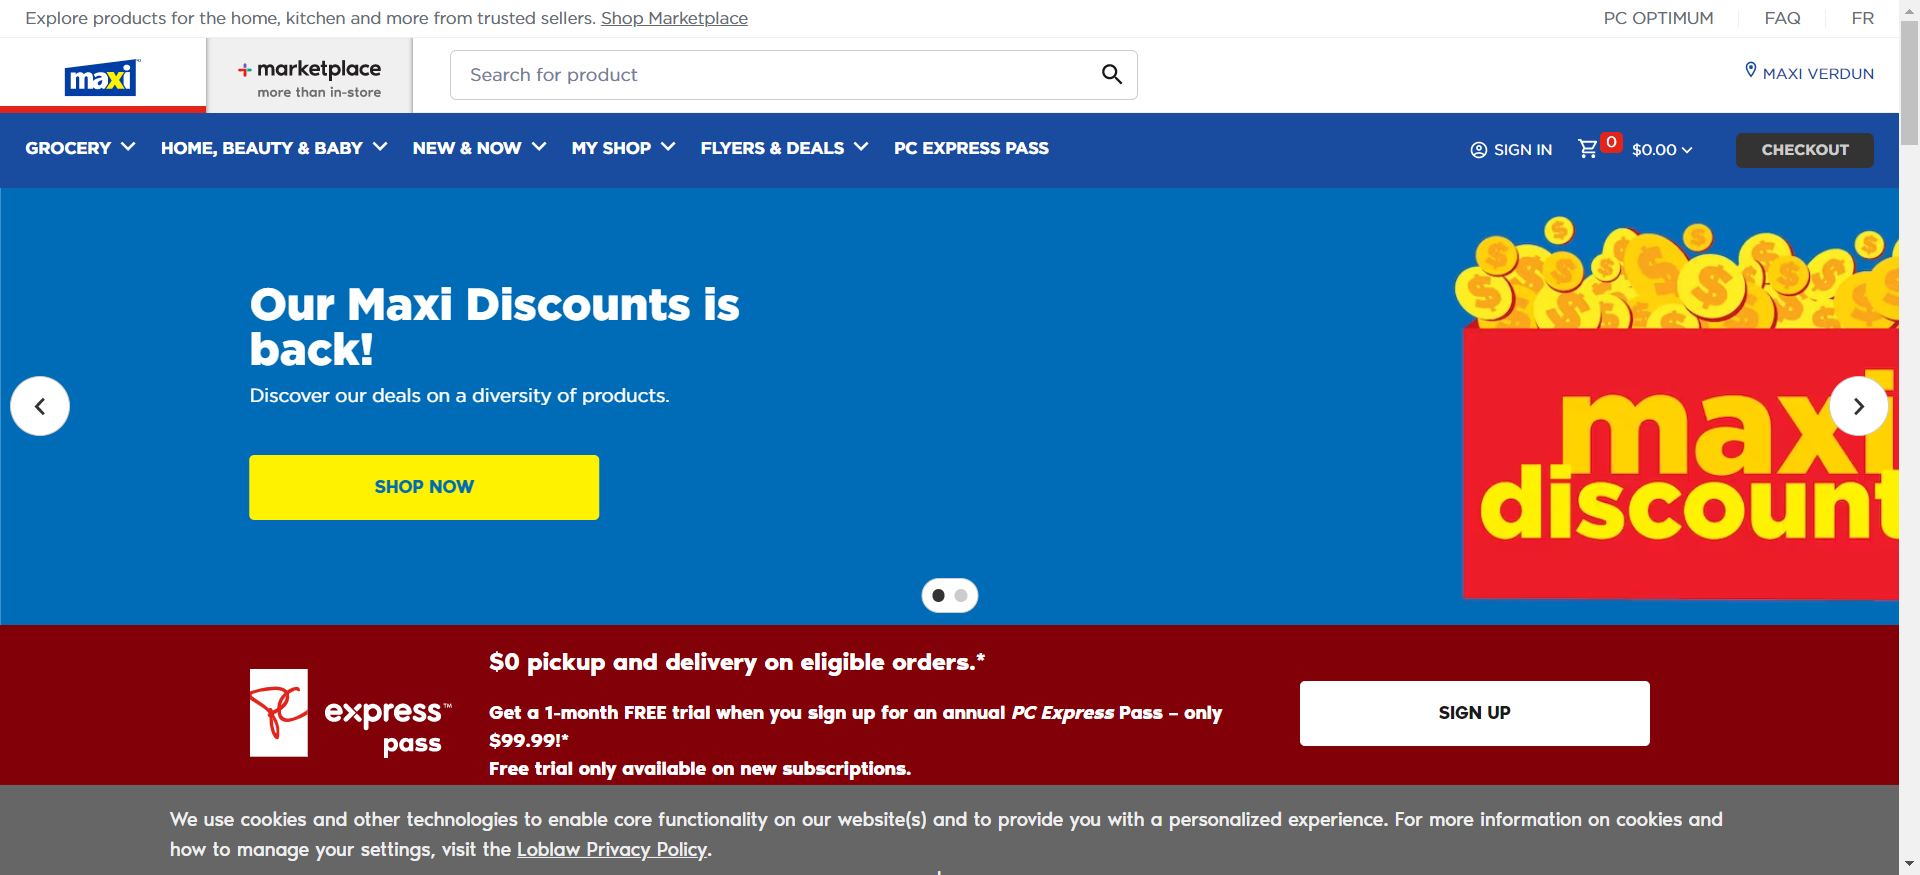 Explore products for the home, kitchen and more from trusted sellers. Shop Marketplace
PC OPTIMUM
FAQ
FR
maxi
marketplace
more than in-store
Search for product
MAXI VERDUN
GROCERY
HOME, BEAUTY & BABY
NEW & NOW
MY SHOP
FLYERS & DEALS
PC EXPRESS PASS
SIGN IN
0
$0.00
CHECKOUT
Our Maxi Discounts is
back!
Discover our deals on a diversity of products.
SHOP NOW
maxi
discount
$0 pickup and delivery on eligible orders.*
PC express™
pass
Get a 1-month FREE trial when you sign up for an annual PC Express Pass – only
$99.99!*
Free trial only available on new subscriptions.
SIGN UP
We use cookies and other technologies to enable core functionality on our website(s) and to provide you with a personalized experience. For more information on cookies and
how to manage your settings, visit the Loblaw Privacy Policy.